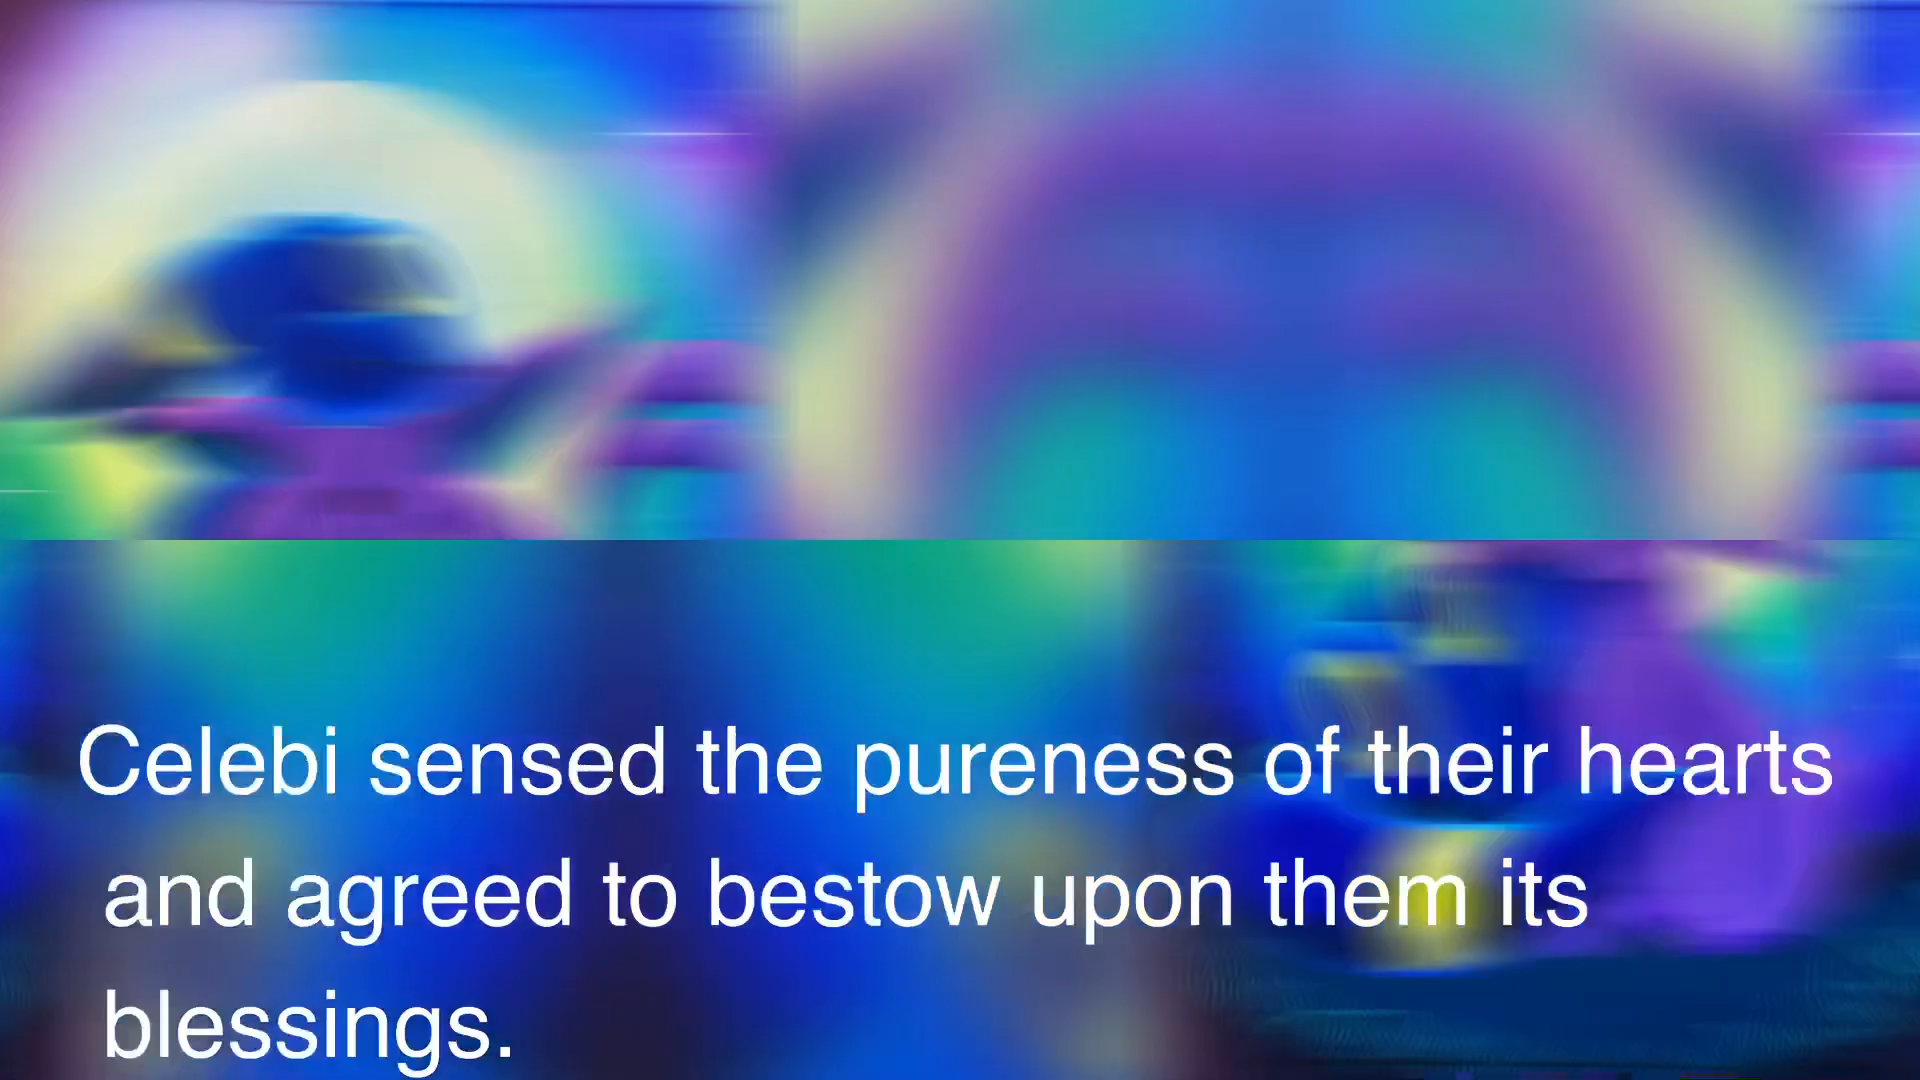 Celebi sensed the pureness of their hearts
and agreed to bestow upon them its
blessings.